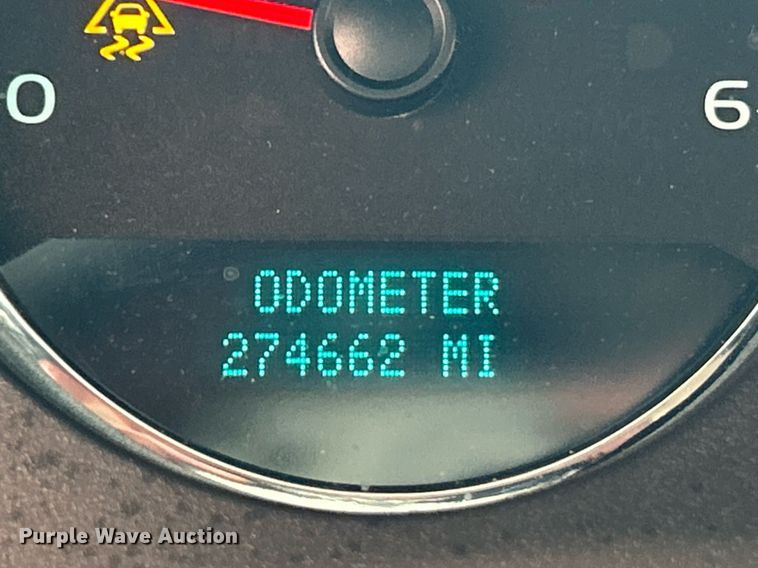 0
6
ODOMETER
274662 MI
Purple Wave Auction